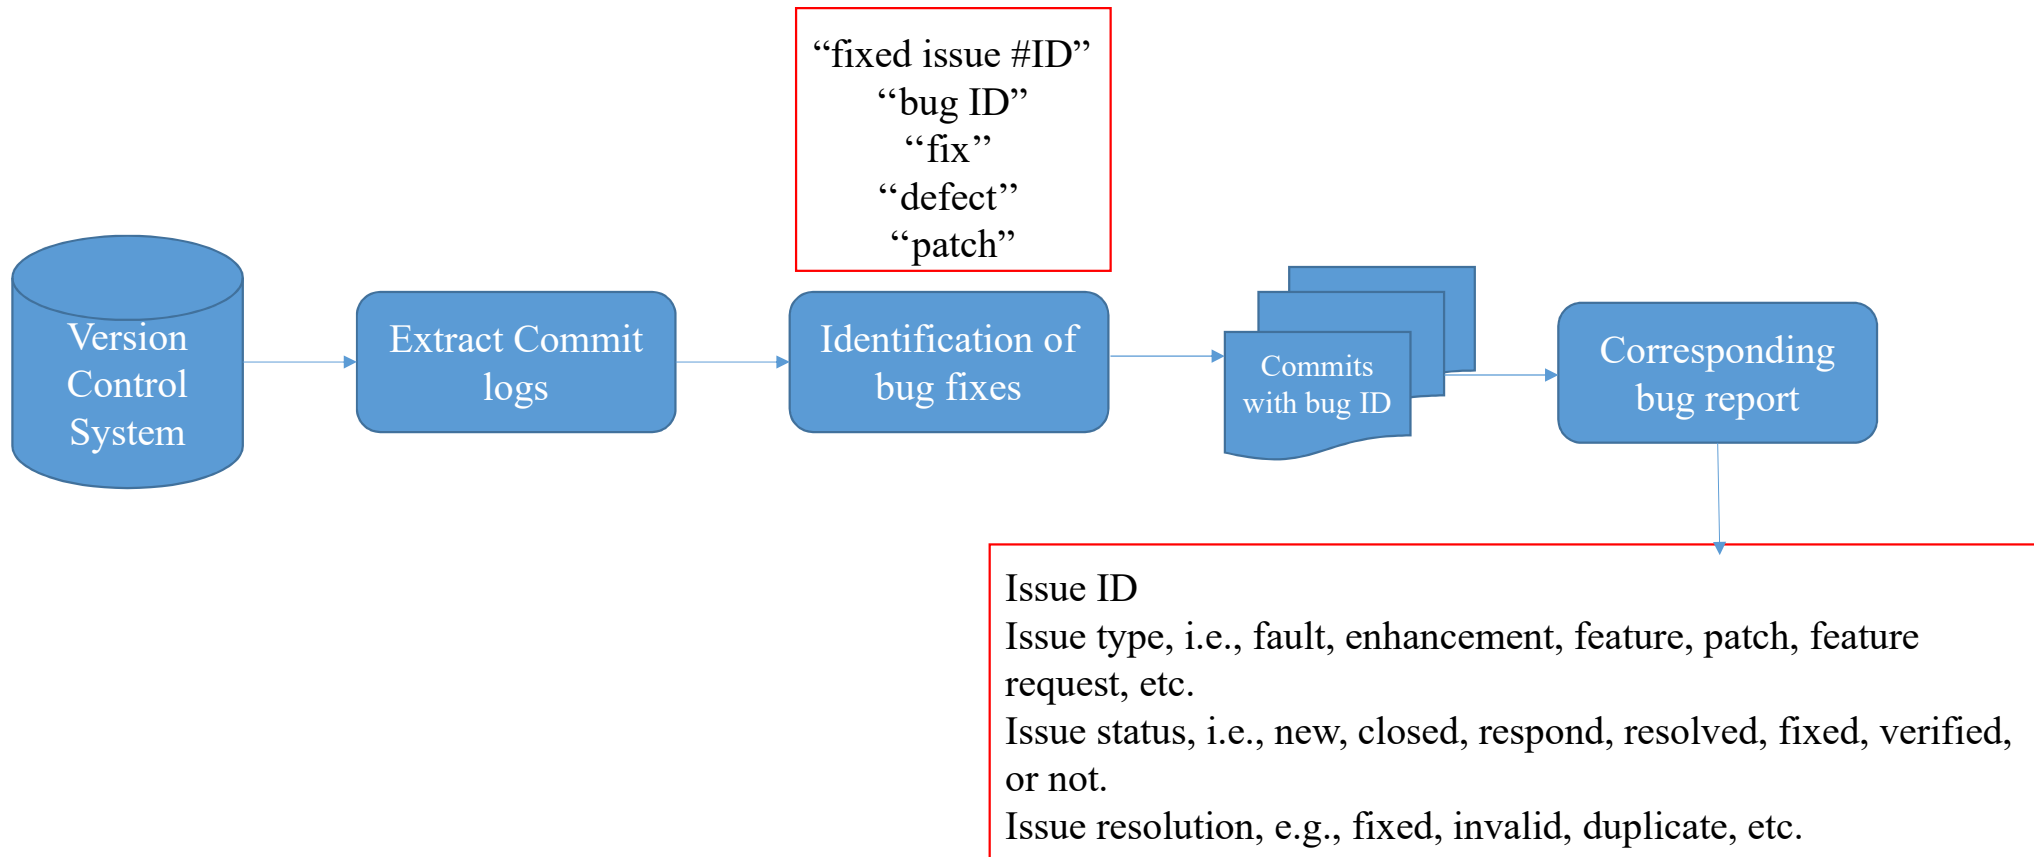 “fixed issue #ID”
“bug ID”
“fix”
“defect”
“patch”
Version
Control
System
Extract Commit
logs
Identification of
bug fixes
Commits
with bug ID
Corresponding
bug report
Issue ID
Issue type, i.e., fault, enhancement, feature, patch, feature
request, etc.
Issue status, i.e., new, closed, respond, resolved, fixed, verified,
or not.
Issue resolution, e.g., fixed, invalid, duplicate, etc.